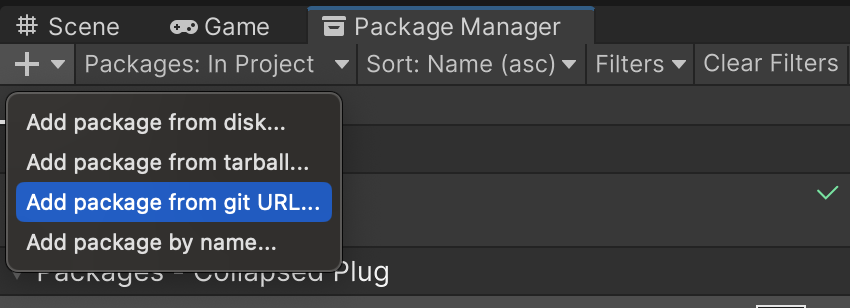 Scene Game Package Manager
Packages: In Project Sort: Name (asc) Filters Clear Filters
Add package from disk...
Add package from tarball...
Add package from git URL...
Add package by name...
Packages - Collapsed Plug